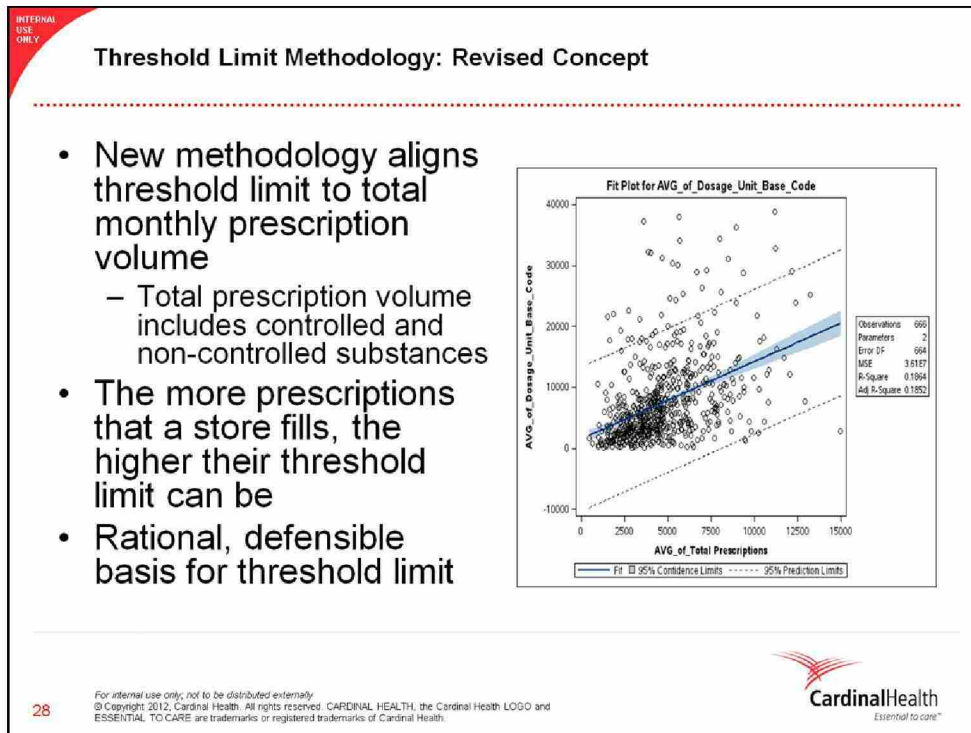 INTERNAL
USE
ONLY
Threshold Limit Methodology: Revised Concept
• New methodology aligns
threshold limit to total
monthly prescription
volume
– Total prescription volume
includes controlled and
non-controlled substances
• The more prescriptions
that a store fills, the
higher their threshold
limit can be
• Rational, defensible
basis for threshold limit
Fit Plot for AVG_of_Dosage_Unit_Base_Code
AVG_of_Dosage_Unit_Base_Code
40000
30000
20000
10000
0
-10000
0 2500 5000 7500 10000 12500 15000
AVG_of_Total Prescriptions
Fit 95% Confidence Limits 95% Prediction Limits
Observations 666
Parameters 2
Error DF 664
MSE 3.61E7
R-Square 0.1864
Adj R-Square 0.1852
28
For internal use only; not to be distributed externally
© Copyright 2012, Cardinal Health. All rights reserved. CARDINAL HEALTH, the Cardinal Health LOGO and
ESSENTIAL TO CARE are trademarks or registered trademarks of Cardinal Health.
CardinalHealth
Essential to care™